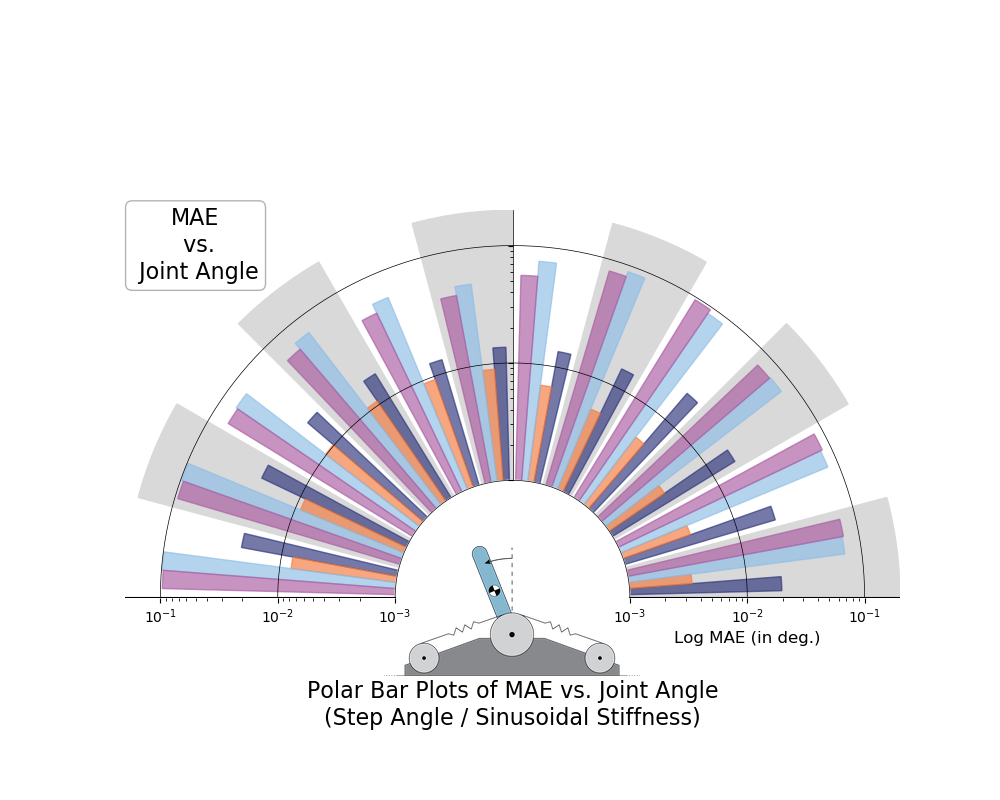 MAE
vs.
Joint Angle
10⁻¹ 10⁻² 10⁻³ 10⁻³ 10⁻² 10⁻¹
Log MAE (in deg.)
Polar Bar Plots of MAE vs. Joint Angle
(Step Angle / Sinusoidal Stiffness)